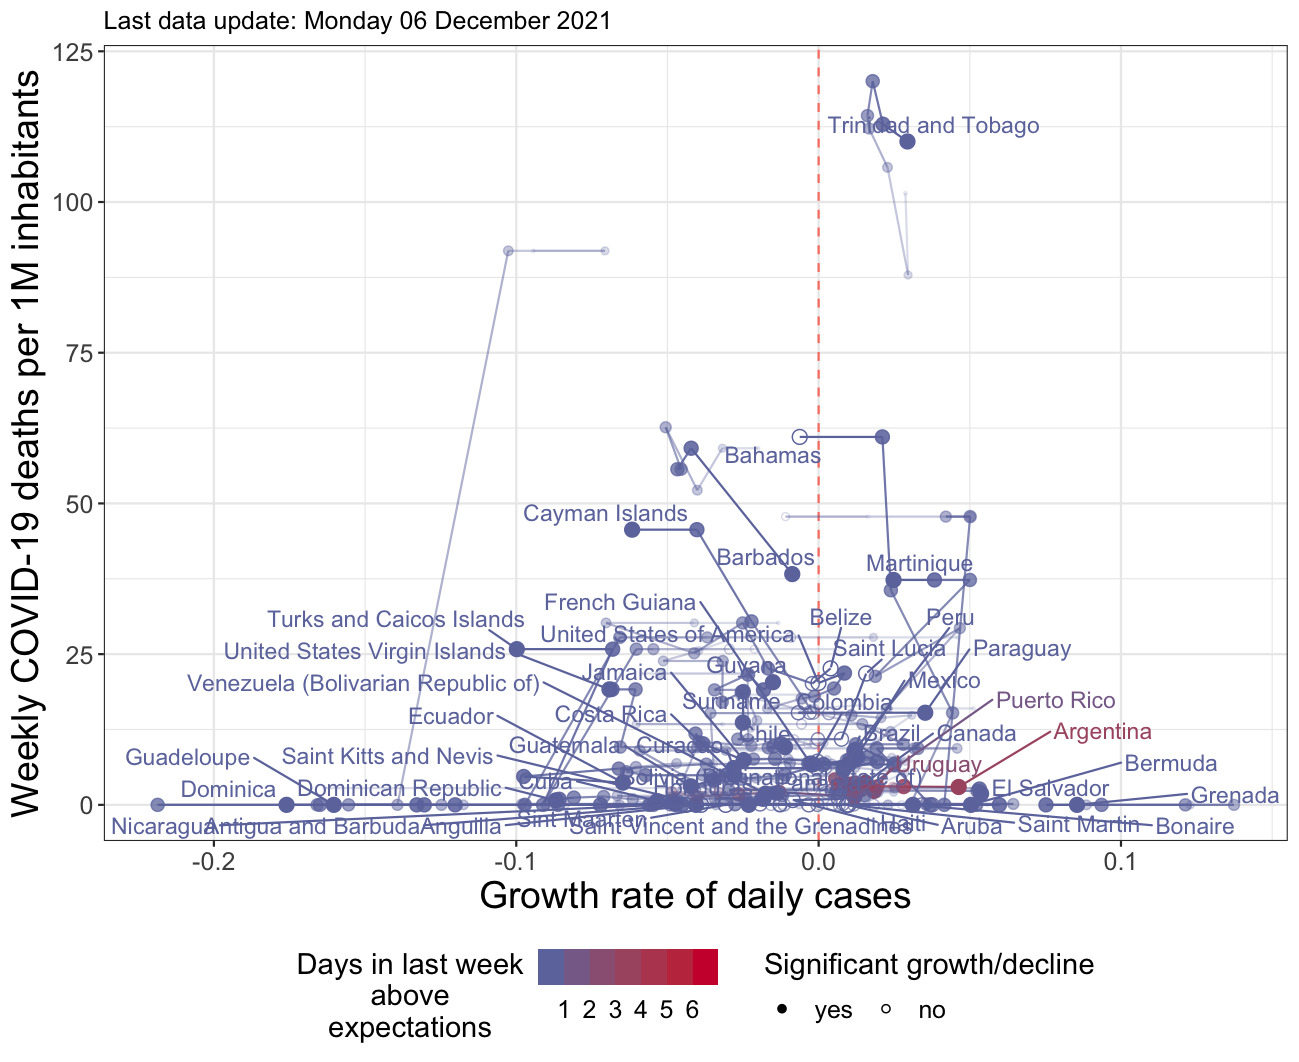 Last data update: Monday 06 December 2021
Weekly COVID-19 deaths per 1M inhabitants
125
100
75
50
25
0
Trinidad and Tobago
Bahamas
Cayman Islands
Barbados
Martinique
French Guiana
Belize
Peru
Turks and Caicos Islands
United States of America
Saint Lucia
Paraguay
United States Virgin Islands
Jamaica
Guyana
Venezuela (Bolivarian Republic of)
Mexico
Suriname
Colombia
Puerto Rico
Ecuador
Costa Rica
Chile
Brazil
Canada
Argentina
Guatemala
Curacao
Guadeloupe
Saint Kitts and Nevis
Uruguay
Bermuda
Dominica
Dominican Republic
Cuba
Bolivia (Plurinational State of)
El Salvador
Grenada
Nicaragua
Antigua and Barbuda
Anguilla
Sint Maarten
Saint Vincent and the Grenadines
Haiti
Aruba
Saint Martin
Bonaire
-0.2
-0.1
0.0
0.1
Growth rate of daily cases
Days in last week
above
expectations
1 2 3 4 5 6
Significant growth/decline
yes
no